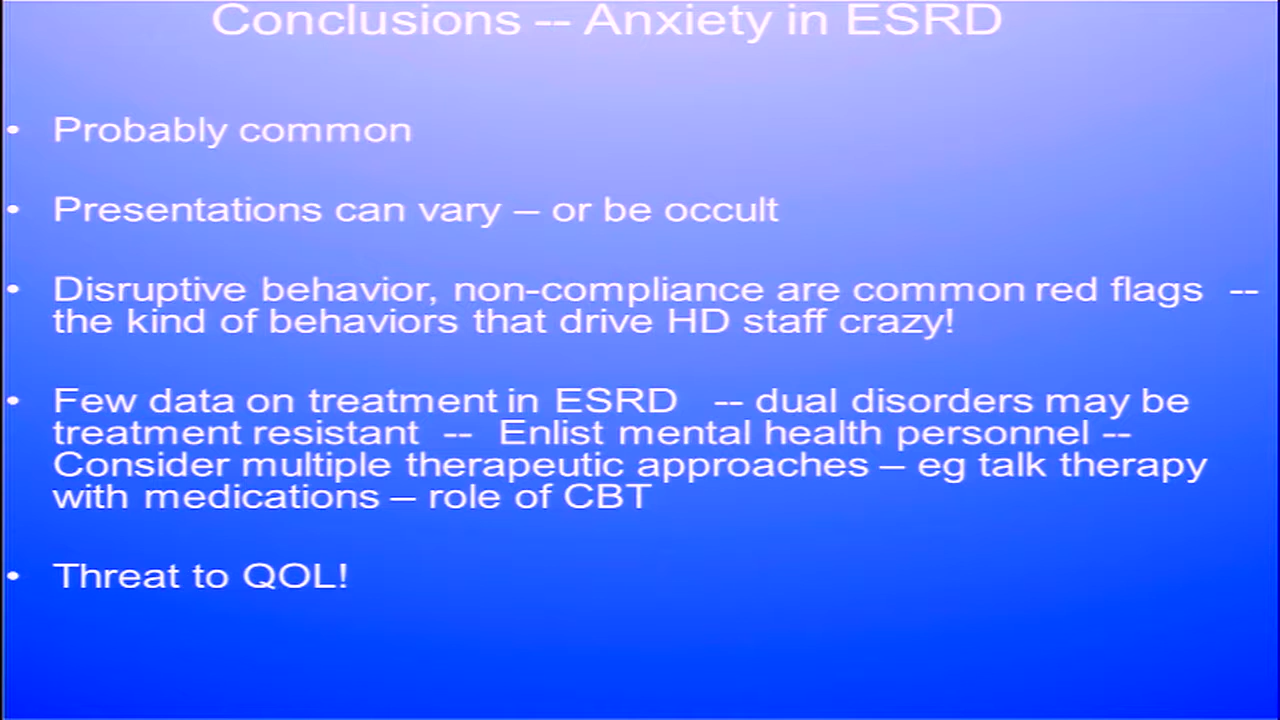 Conclusions -- Anxiety in ESRD
• Probably common
• Presentations can vary – or be occult
• Disruptive behavior, non-compliance are common red flags --
the kind of behaviors that drive HD staff crazy!
• Few data on treatment in ESRD -- dual disorders may be
treatment resistant -- Enlist mental health personnel --
Consider multiple therapeutic approaches – eg talk therapy
with medications – role of CBT
• Threat to QOL!